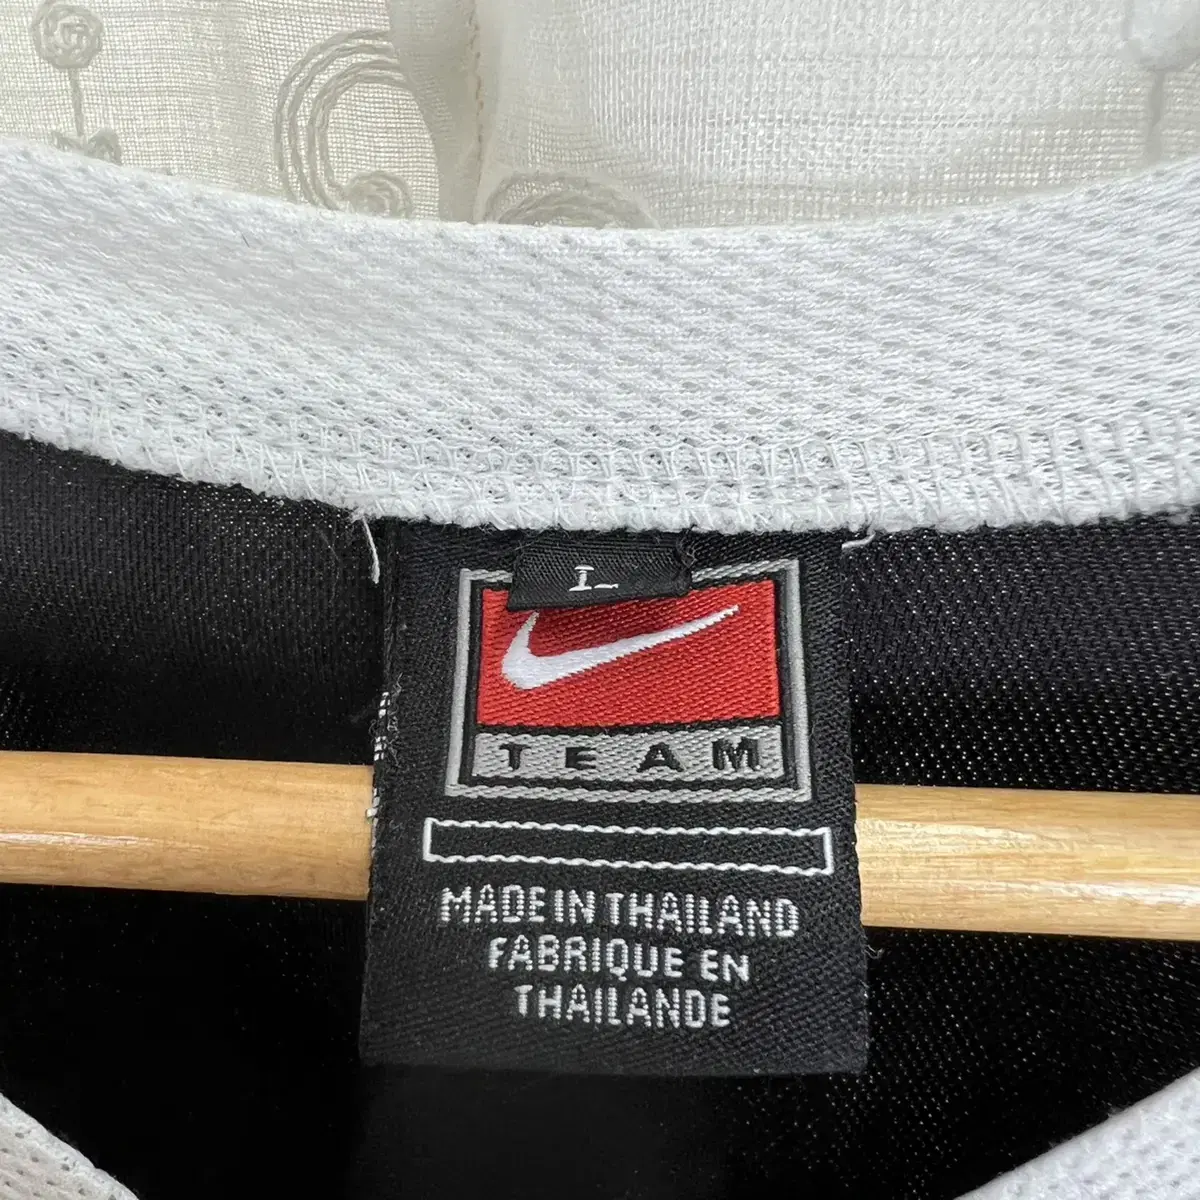 L
TEAM
MADE IN THAILAND
FABRIQUE EN
THAILANDE